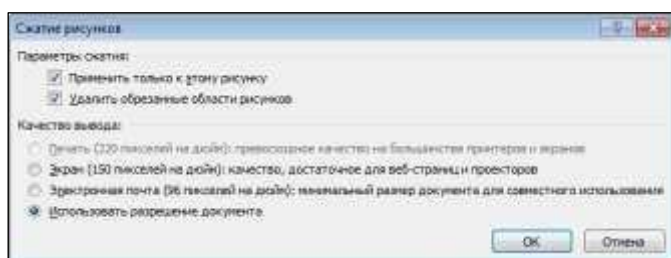 Сжатие рисунков
Параметры сжатия:
Применить только к этому рисунку
Удалить обрезанные области рисунков
Качество вывода:
Печать (220 пикселей на дюйм): превосходное качество на большинстве принтеров и экранов
Экран (150 пикселей на дюйм): качество, достаточное для веб-страниц и проекторов
Электронная почта (96 пикселей на дюйм): минимальный размер документа для совместного использования
Использовать разрешение документа
ОК Отмена